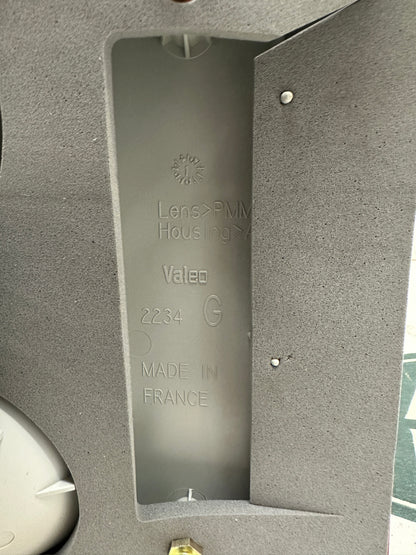 Lens>PMM
Housing>A
Valeo
2234 G
MADE IN
FRANCE